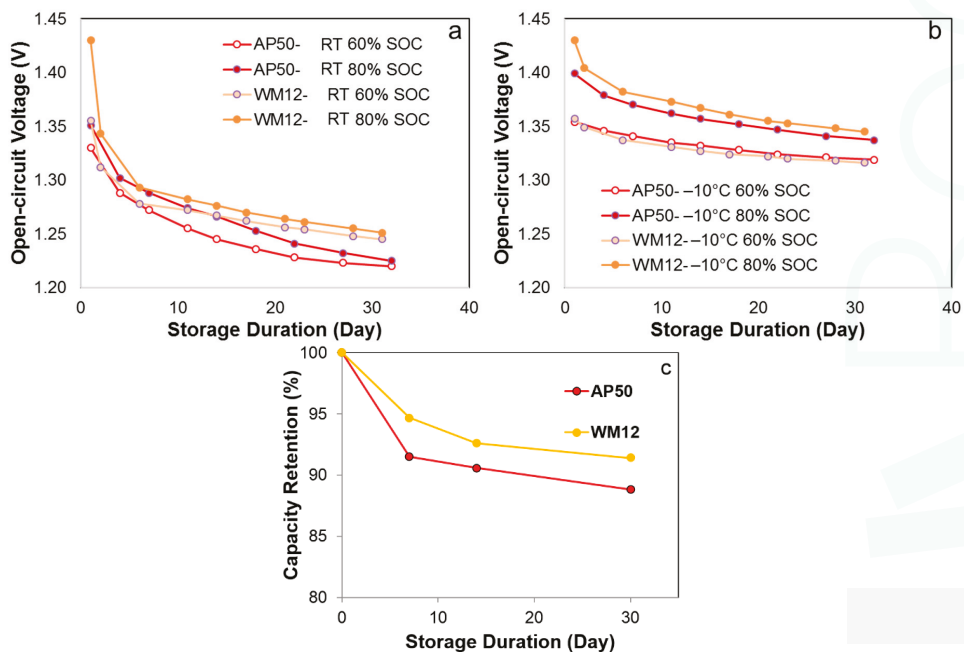 a
Open-circuit Voltage (V)
1.45
1.40
1.35
1.30
1.25
1.20
AP50- RT 60% SOC
AP50- RT 80% SOC
WM12- RT 60% SOC
WM12- RT 80% SOC
0 10 20 30 40
Storage Duration (Day)
b
Open-circuit Voltage (V)
1.45
1.40
1.35
1.30
1.25
1.20
AP50- –10°C 60% SOC
AP50- –10°C 80% SOC
WM12- –10°C 60% SOC
WM12- –10°C 80% SOC
0 10 20 30 40
Storage Duration (Day)
c
Capacity Retention (%)
100
95
90
85
80
AP50
WM12
0 10 20 30
Storage Duration (Day)